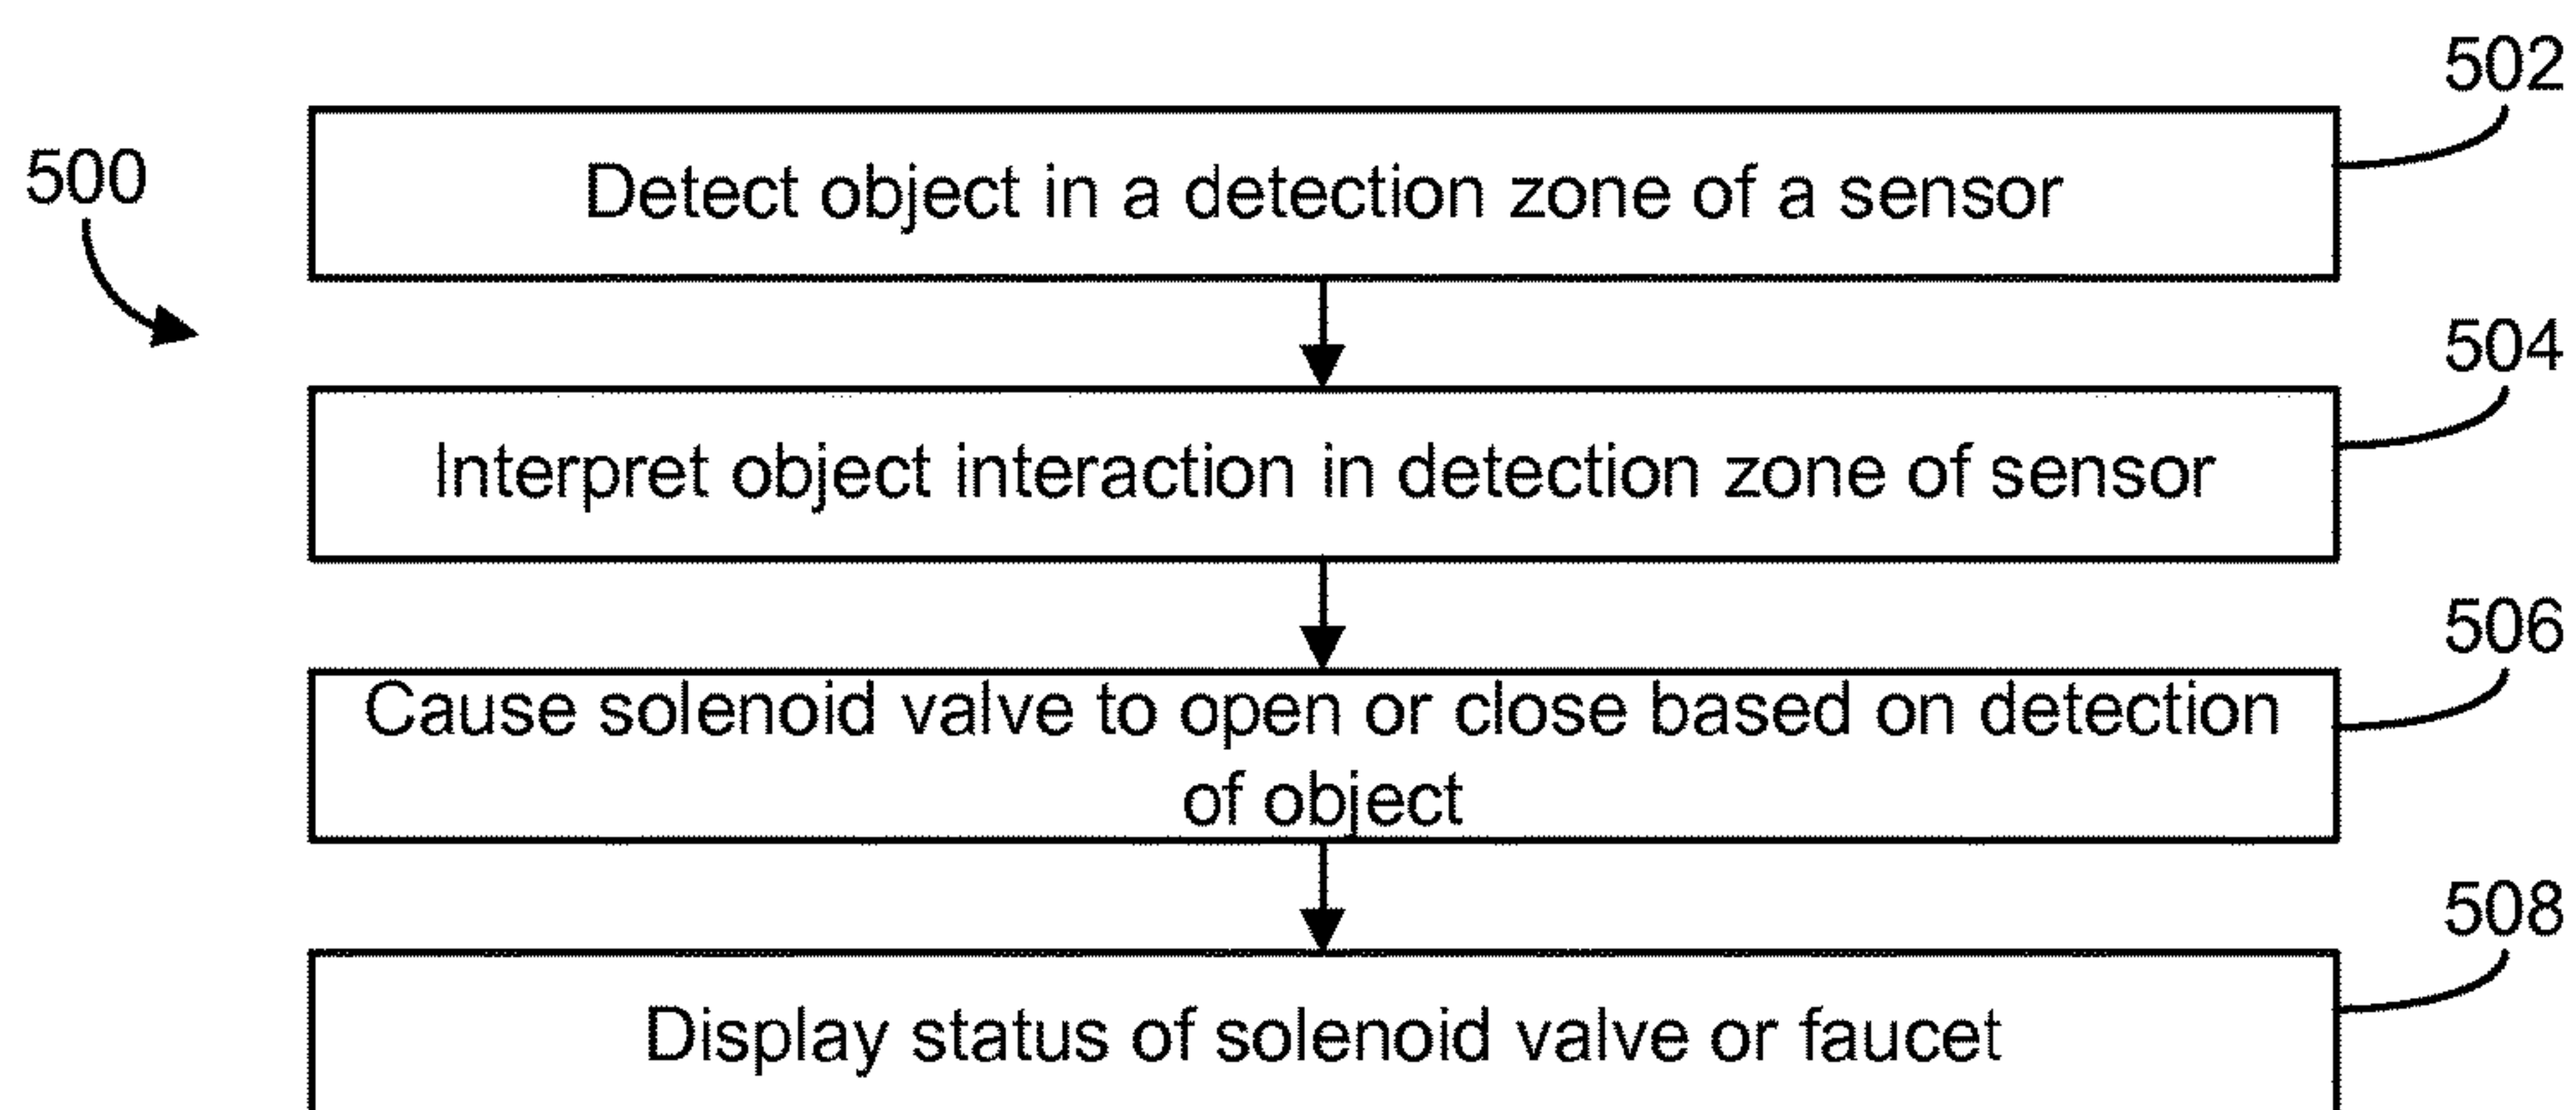 502
500
Detect object in a detection zone of a sensor
504
Interpret object interaction in detection zone of sensor
506
Cause solenoid valve to open or close based on detection
of object
508
Display status of solenoid valve or faucet